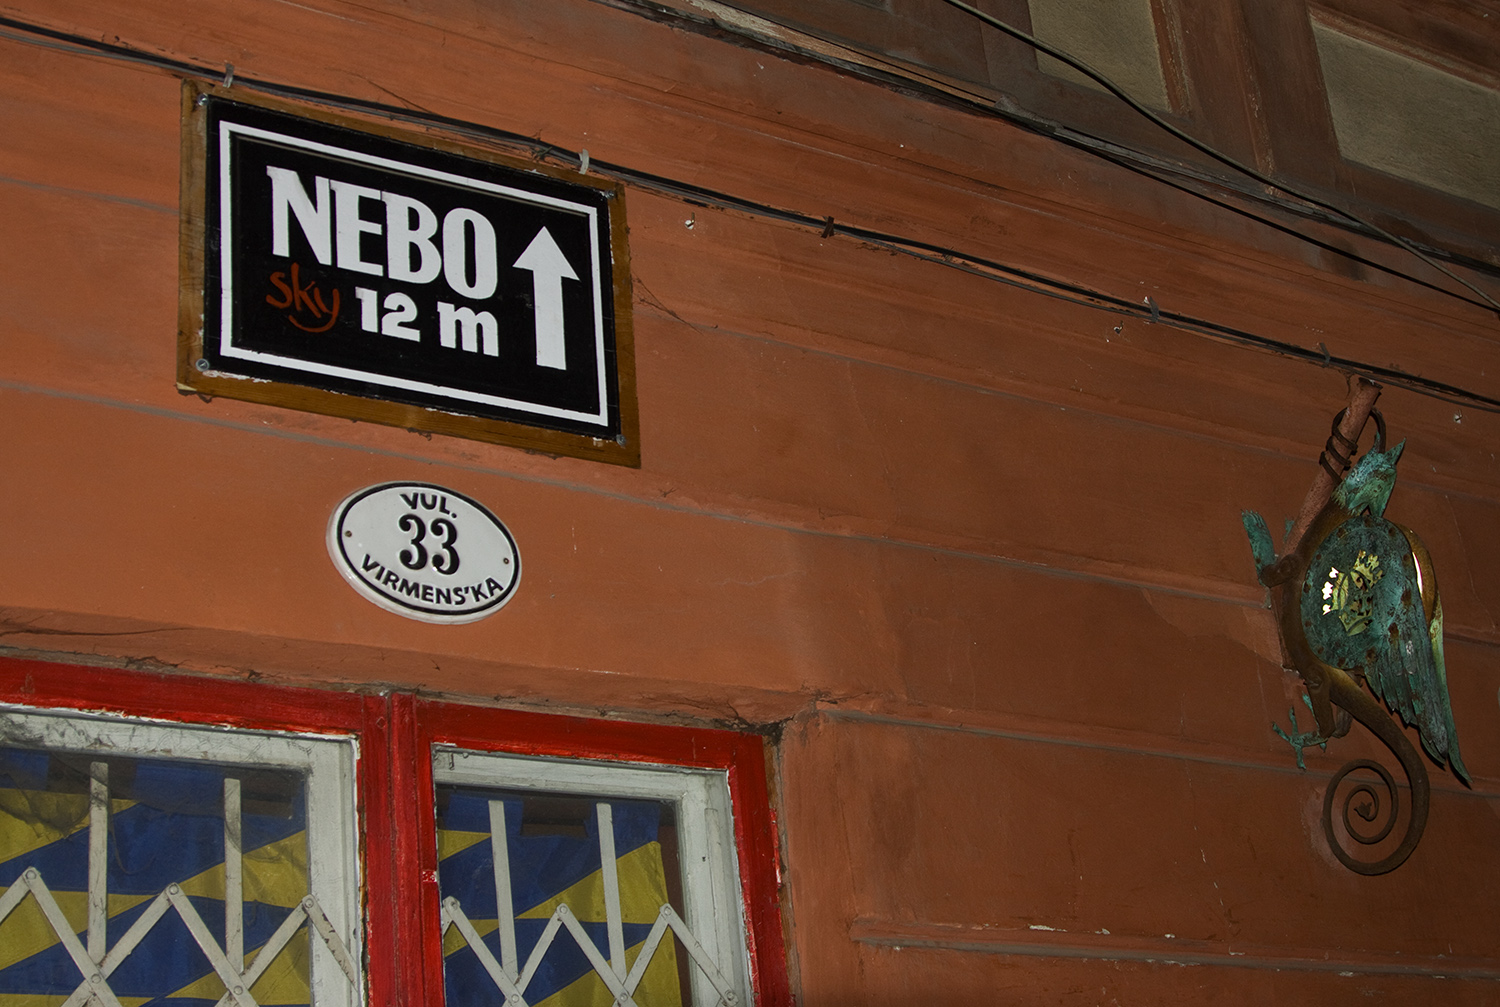 NEBO
sky 12 m
VUL.
33
VIRMENS'KA